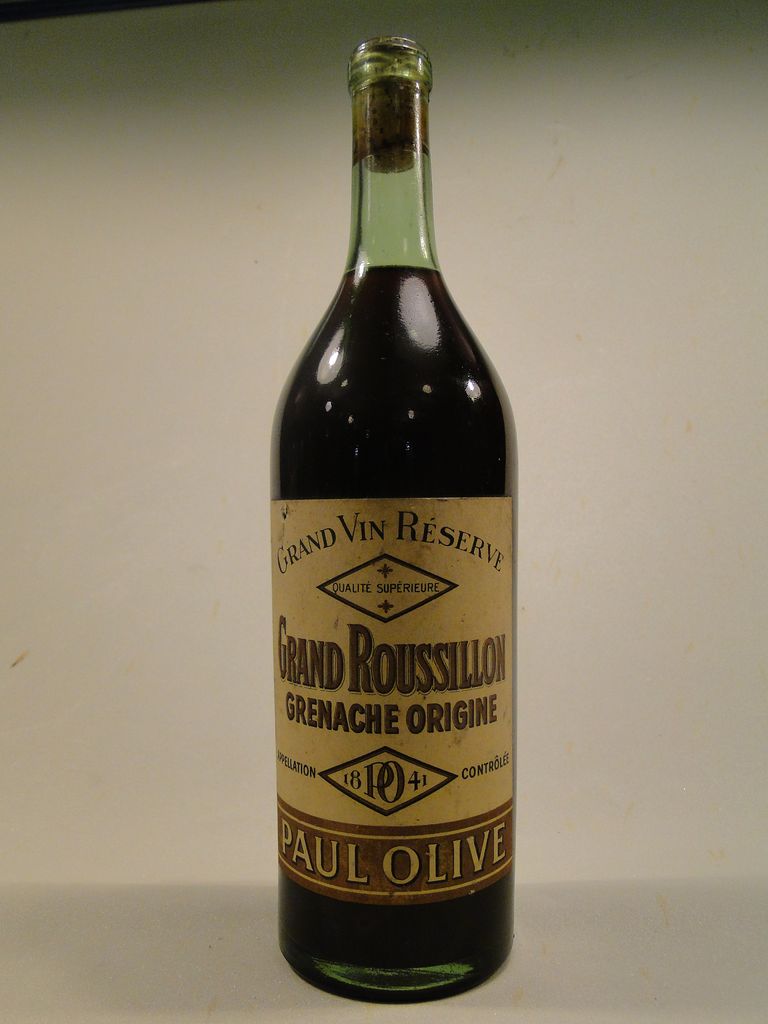 GRAND VIN RÉSERVE
QUALITÉ SUPÉRIEURE
GRAND ROUSSILLON
GRENACHE ORIGINE
APPELLATION 18 PO 41 CONTRÔLÉE
PAUL OLIVE